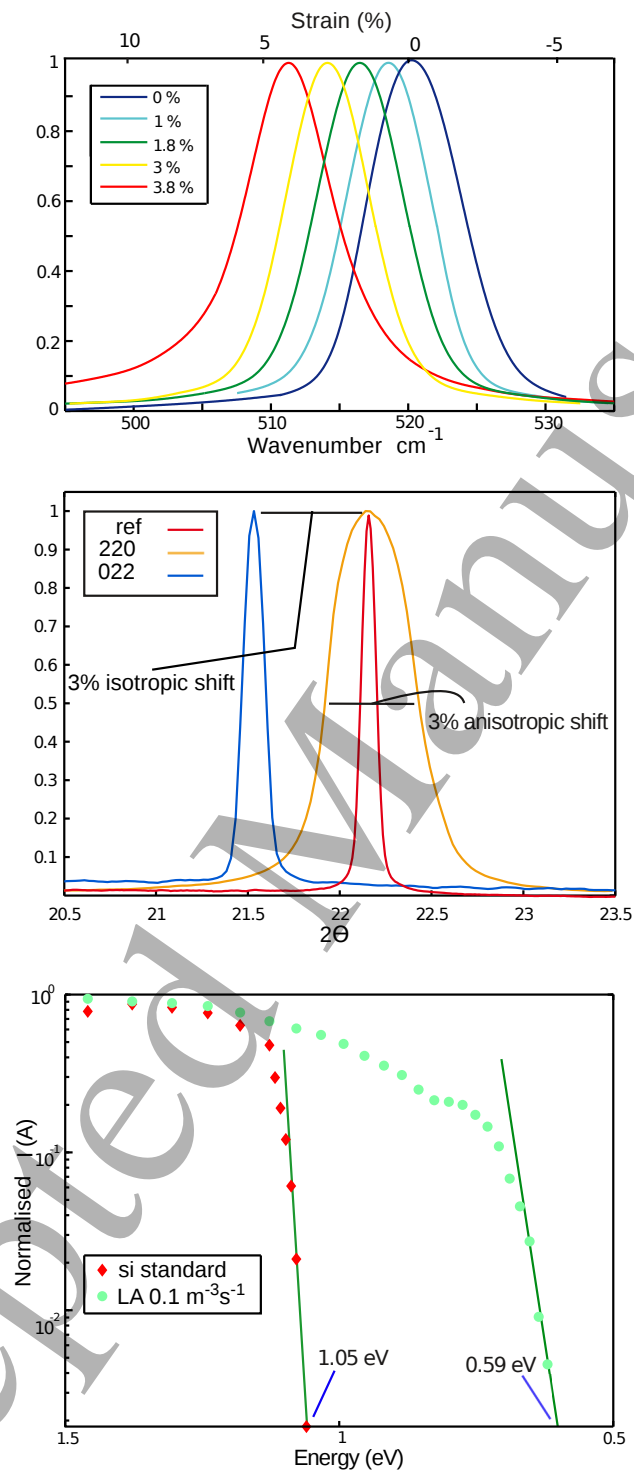 Strain (%)
10 5 0 -5
1
0.8
0.6
0.4
0.2
0
0 %
1 %
1.8 %
3 %
3.8 %
500 510 520 530
Wavenumber cm-1
1
0.9
0.8
0.7
0.6
0.5
0.4
0.3
0.2
0.1
ref
220
022
3% isotropic shift
3% anisotropic shift
20.5 21 21.5 22 22.5 23 23.5
2Θ
Normalised I (A)
10^0
10^-1
10^-2
si standard
LA 0.1 m^-3s^-1
1.05 eV
0.59 eV
1.5 1 0.5
Energy (eV)
pted Manus